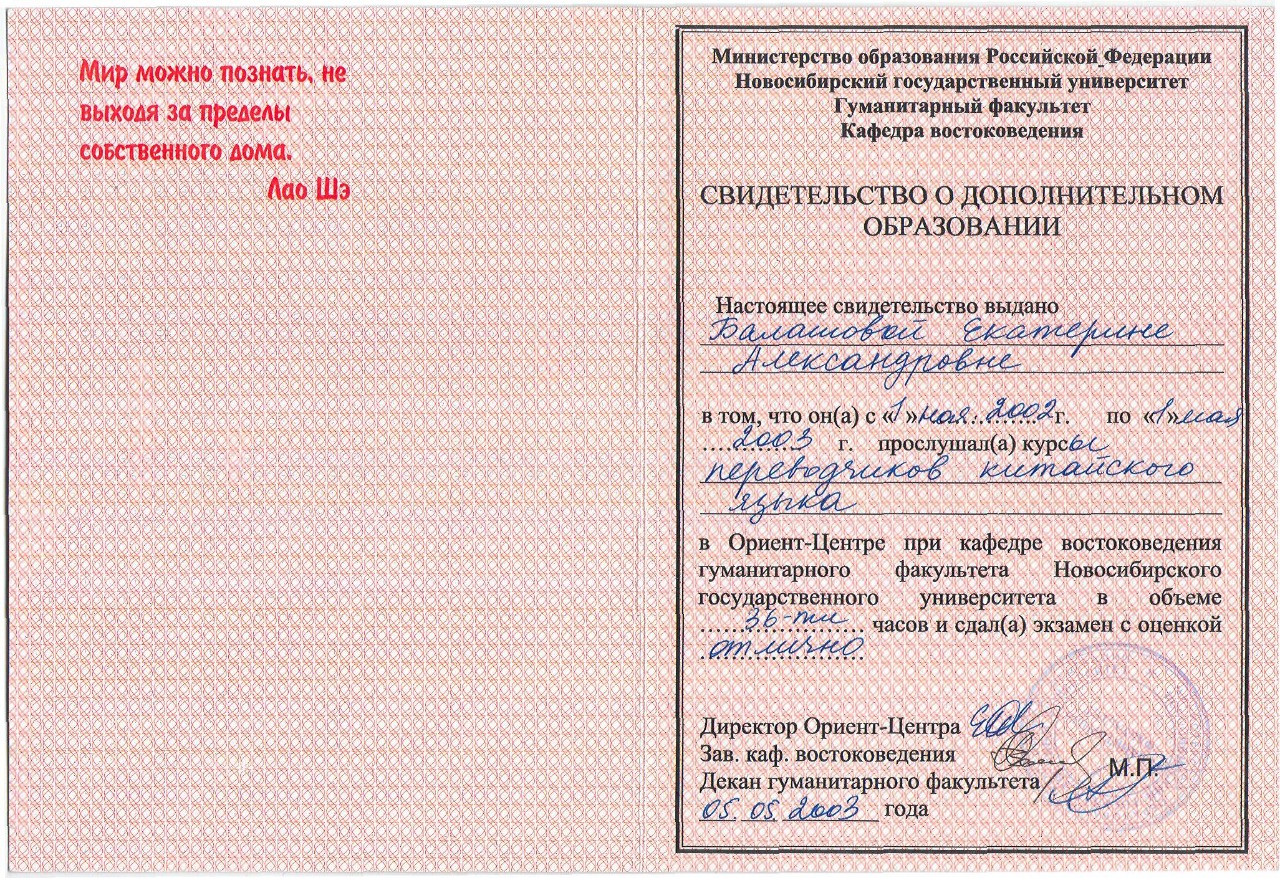 Мир можно познать, не
выходя за пределы
собственного дома.
Лао Шэ
Министерство образования Российской Федерации
Новосибирский государственный университет
Гуманитарный факультет
Кафедра востоковедения
СВИДЕТЕЛЬСТВО О ДОПОЛНИТЕЛЬНОМ
ОБРАЗОВАНИИ
Настоящее свидетельство выдано
Балашовой Екатерине
Александровне
в том, что он(а) с «1» мая 2002 г. по «1» мая
2003 г. прослушал(а) курсы
переводчиков китайского
языка
в Ориент-Центре при кафедре востоковедения
гуманитарного факультета Новосибирского
государственного университета в объеме
36-ти часов и сдал(а) экзамен с оценкой
отлично
Директор Ориент-Центра
Зав. каф. востоковедения
М.П.
Декан гуманитарного факультета
05. 05. 2003 года